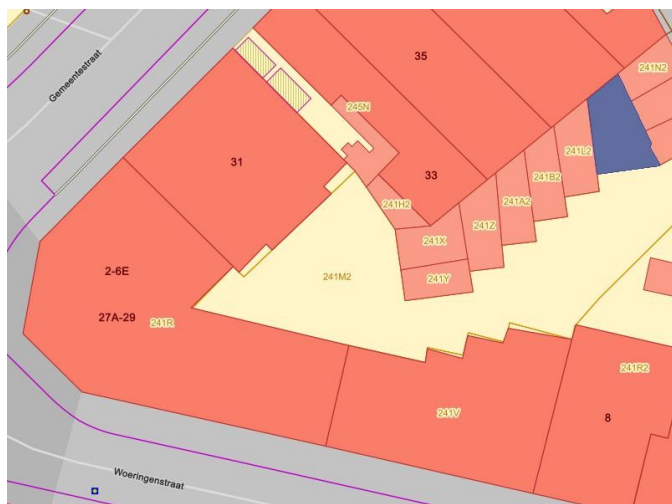 Gemeentestraat
35
241N2
245N
31
33
241L2
241B2
241A2
241H2
241Z
241X
241Y
2-6E
241M2
27A-29
241R
241R2
241V
8
Woeringenstraat